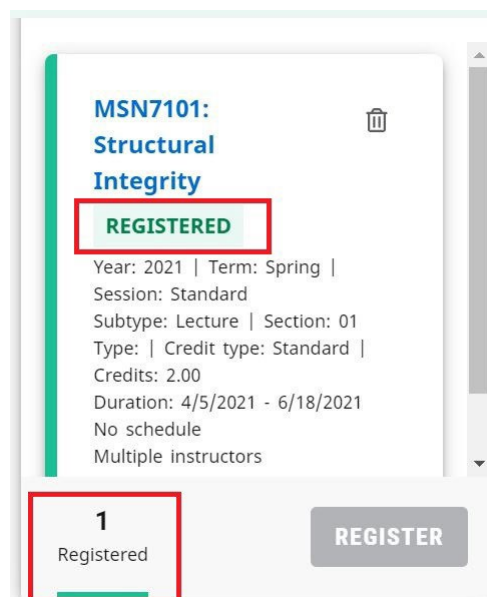 MSN7101:
Structural
Integrity
REGISTERED
Year: 2021 | Term: Spring |
Session: Standard
Subtype: Lecture | Section: 01
Type: | Credit type: Standard |
Credits: 2.00
Duration: 4/5/2021 - 6/18/2021
No schedule
Multiple instructors
1
Registered
REGISTER